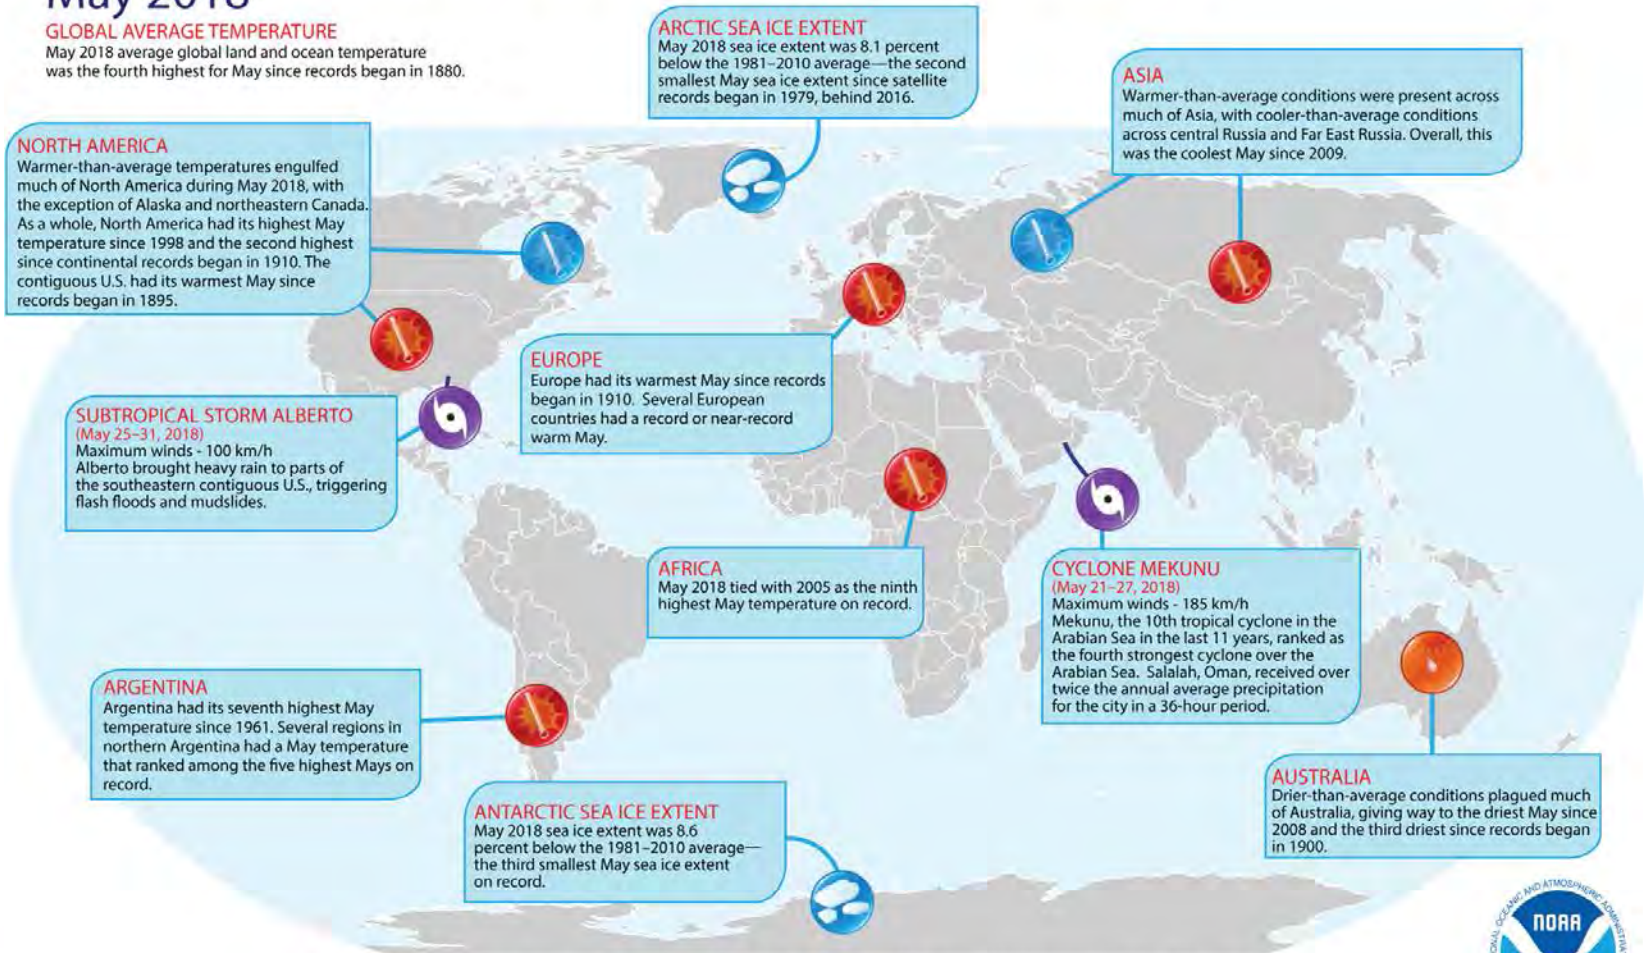 May 2018
GLOBAL AVERAGE TEMPERATURE
May 2018 average global land and ocean temperature
was the fourth highest for May since records began in 1880.
ARCTIC SEA ICE EXTENT
May 2018 sea ice extent was 8.1 percent
below the 1981–2010 average—the second
smallest May sea ice extent since satellite
records began in 1979, behind 2016.
ASIA
Warmer-than-average conditions were present across
much of Asia, with cooler-than-average conditions
across central Russia and Far East Russia. Overall, this
was the coolest May since 2009.
NORTH AMERICA
Warmer-than-average temperatures engulfed
much of North America during May 2018, with
the exception of Alaska and northeastern Canada.
As a whole, North America had its highest May
temperature since 1998 and the second highest
since continental records began in 1910. The
contiguous U.S. had its warmest May since
records began in 1895.
EUROPE
Europe had its warmest May since records
began in 1910. Several European
countries had a record or near-record
warm May.
SUBTROPICAL STORM ALBERTO
(May 25–31, 2018)
Maximum winds - 100 km/h
Alberto brought heavy rain to parts of
the southeastern contiguous U.S., triggering
flash floods and mudslides.
AFRICA
May 2018 tied with 2005 as the ninth
highest May temperature on record.
CYCLONE MEKUNU
(May 21–27, 2018)
Maximum winds - 185 km/h
Mekunu, the 10th tropical cyclone in the
Arabian Sea in the last 11 years, ranked as
the fourth strongest cyclone over the
Arabian Sea. Salalah, Oman, received over
twice the annual average precipitation
for the city in a 36-hour period.
ARGENTINA
Argentina had its seventh highest May
temperature since 1961. Several regions in
northern Argentina had a May temperature
that ranked among the five highest Mays on
record.
ANTARCTIC SEA ICE EXTENT
May 2018 sea ice extent was 8.6
percent below the 1981–2010 average—
the third smallest May sea ice extent
on record.
AUSTRALIA
Drier-than-average conditions plagued much
of Australia, giving way to the driest May since
2008 and the third driest since records began
in 1900.
OCEANIC AND ATMOSPHERIC
NOAA